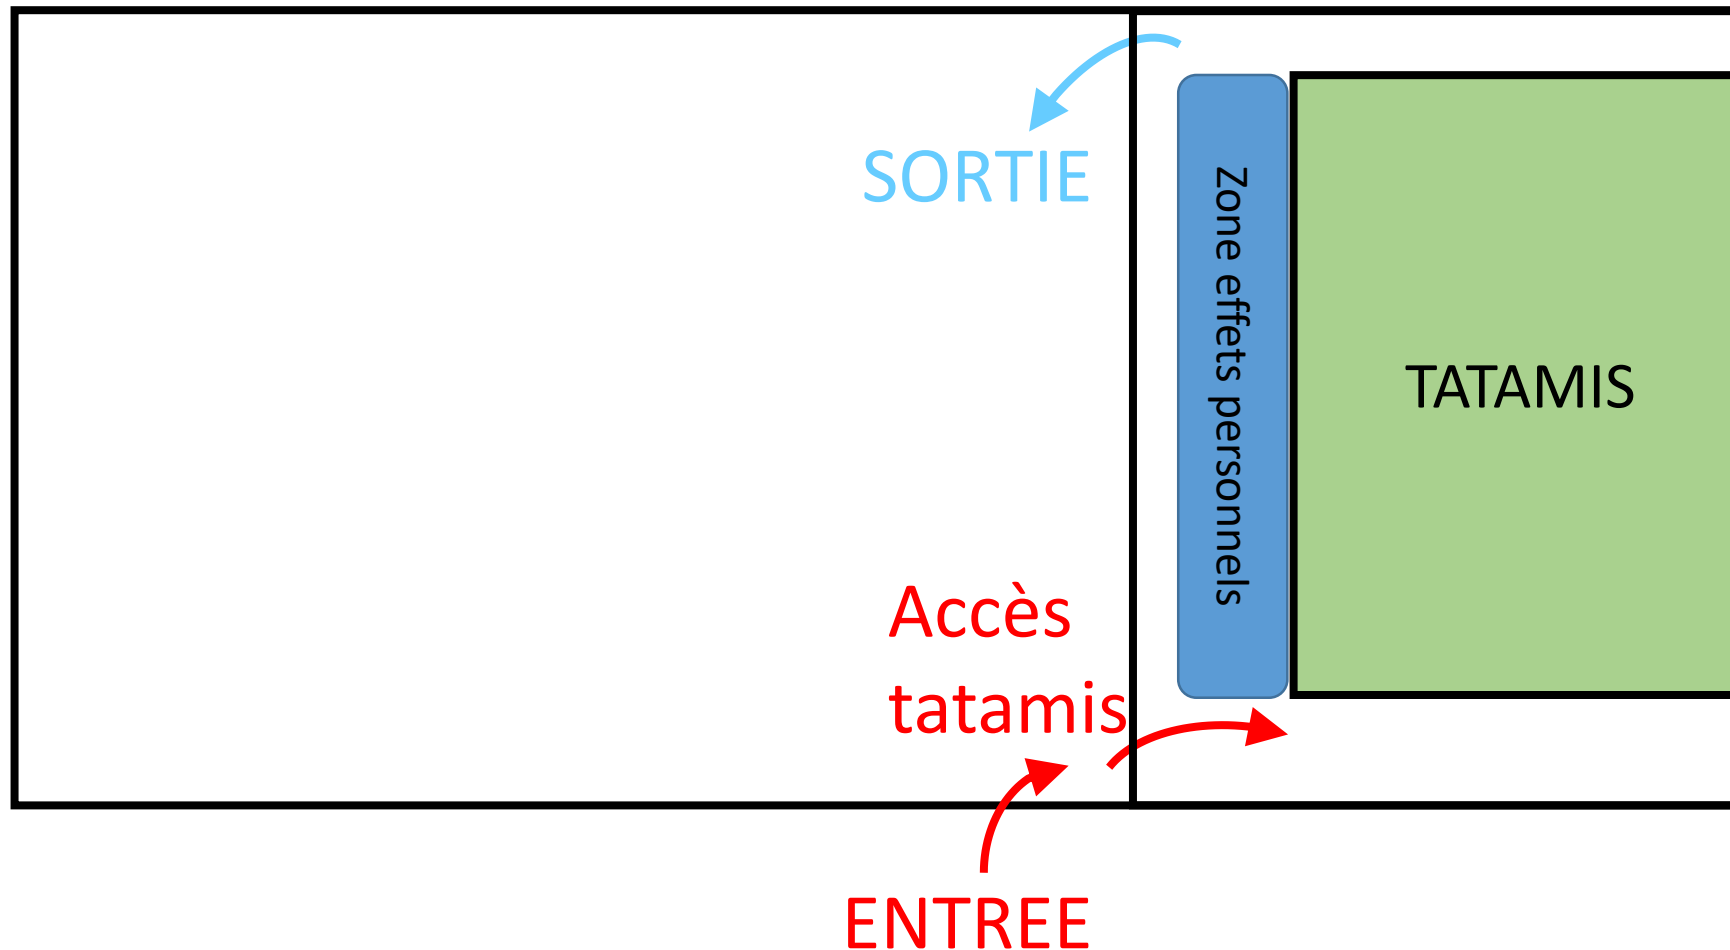 SORTIE
Zone effets personnels
TATAMIS
Accès
tatamis
ENTREE